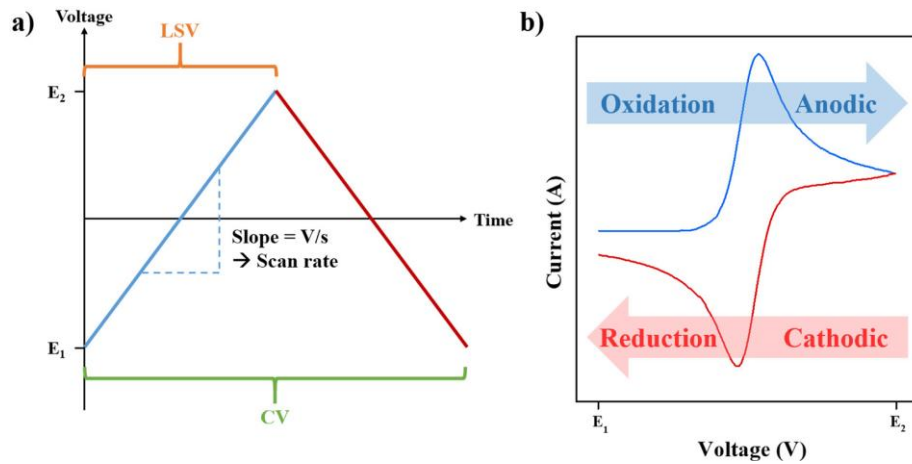 a)
Voltage
LSV
E2
Time
Slope = V/s
→ Scan rate
E1
CV
b)
Oxidation Anodic
Current (A)
Reduction Cathodic
E1 E2
Voltage (V)